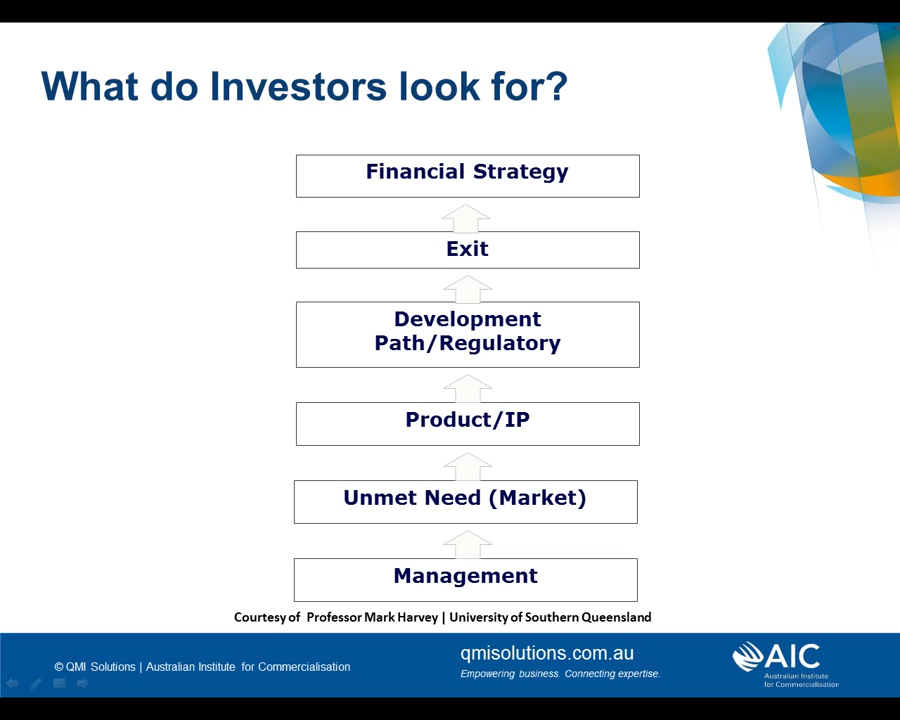 What do Investors look for?
Financial Strategy
Exit
Development
Path/Regulatory
Product/IP
Unmet Need (Market)
Management
Courtesy of Professor Mark Harvey | University of Southern Queensland
© QMI Solutions | Australian Institute for Commercialisation
qmisolutions.com.au
Empowering business. Connecting expertise.
AIC
Australian Institute
for Commercialisation